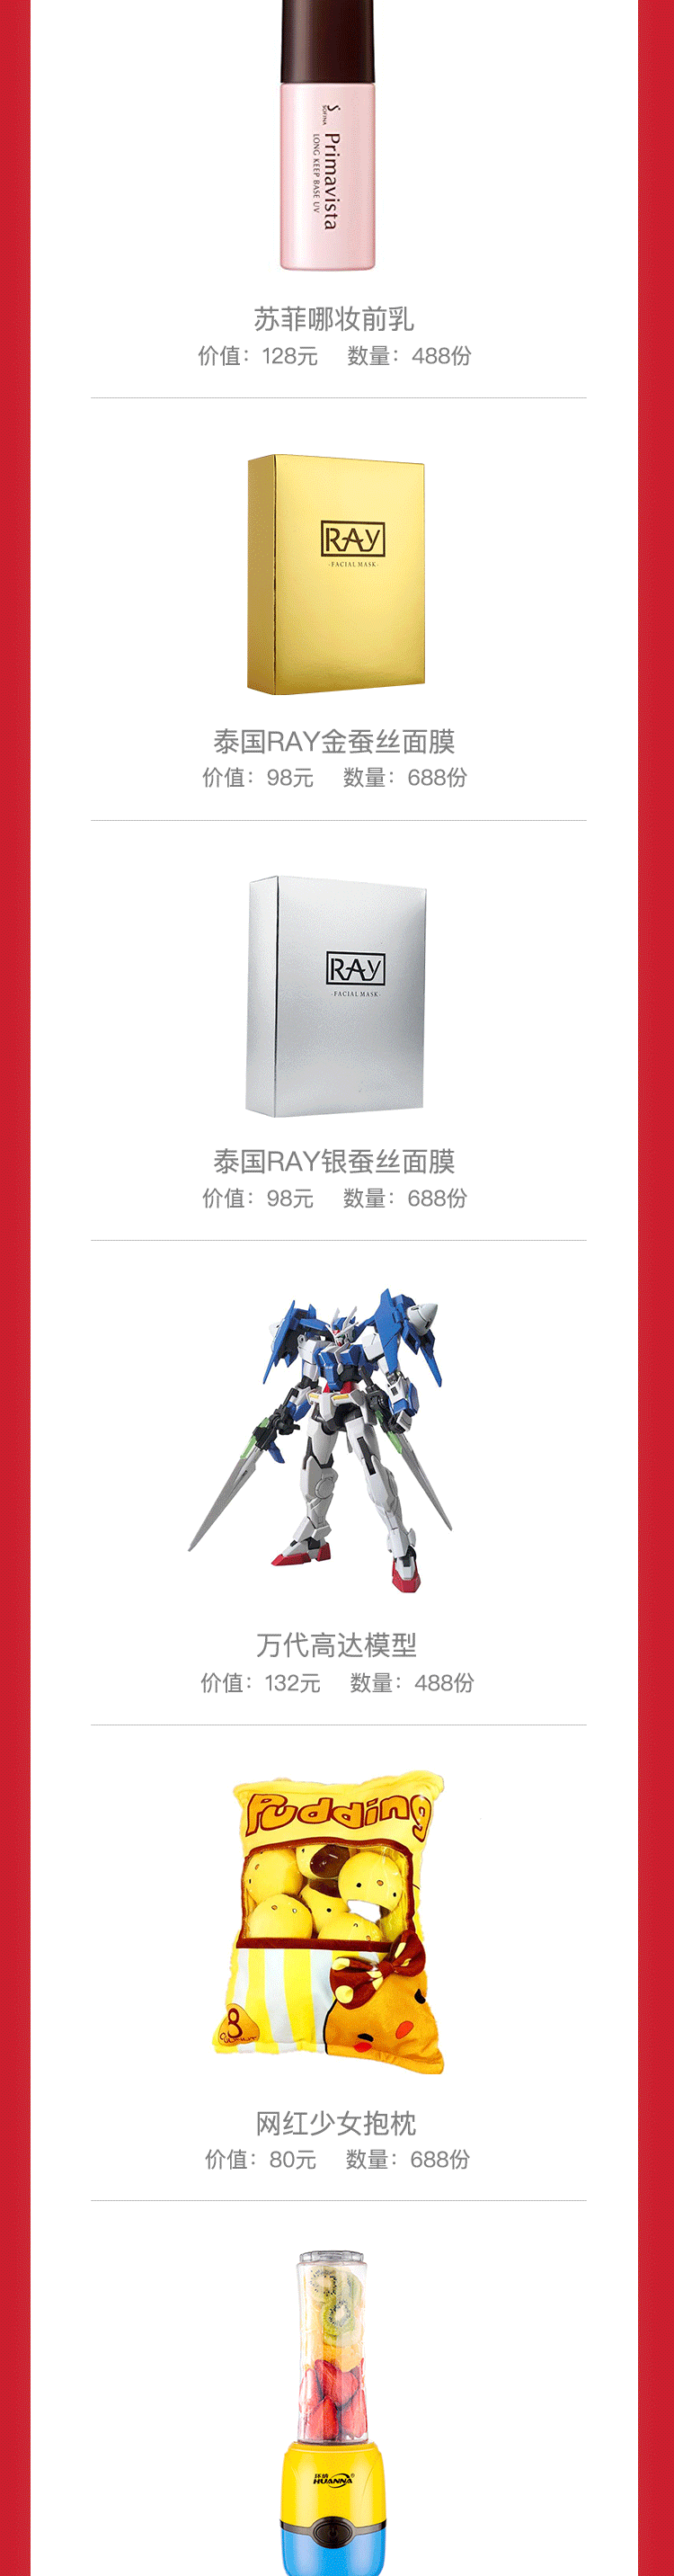 SOFINA
Primavista
LONG KEEP BASE UV
苏菲哪妆前乳
价值：128元 数量：488份
RAY
·FACIAL MASK·
泰国RAY金蚕丝面膜
价值：98元 数量：688份
RAY
·FACIAL MASK·
泰国RAY银蚕丝面膜
价值：98元 数量：688份
万代高达模型
价值：132元 数量：488份
Pudding
8
网红少女抱枕
价值：80元 数量：688份
环纳
HUANNA®